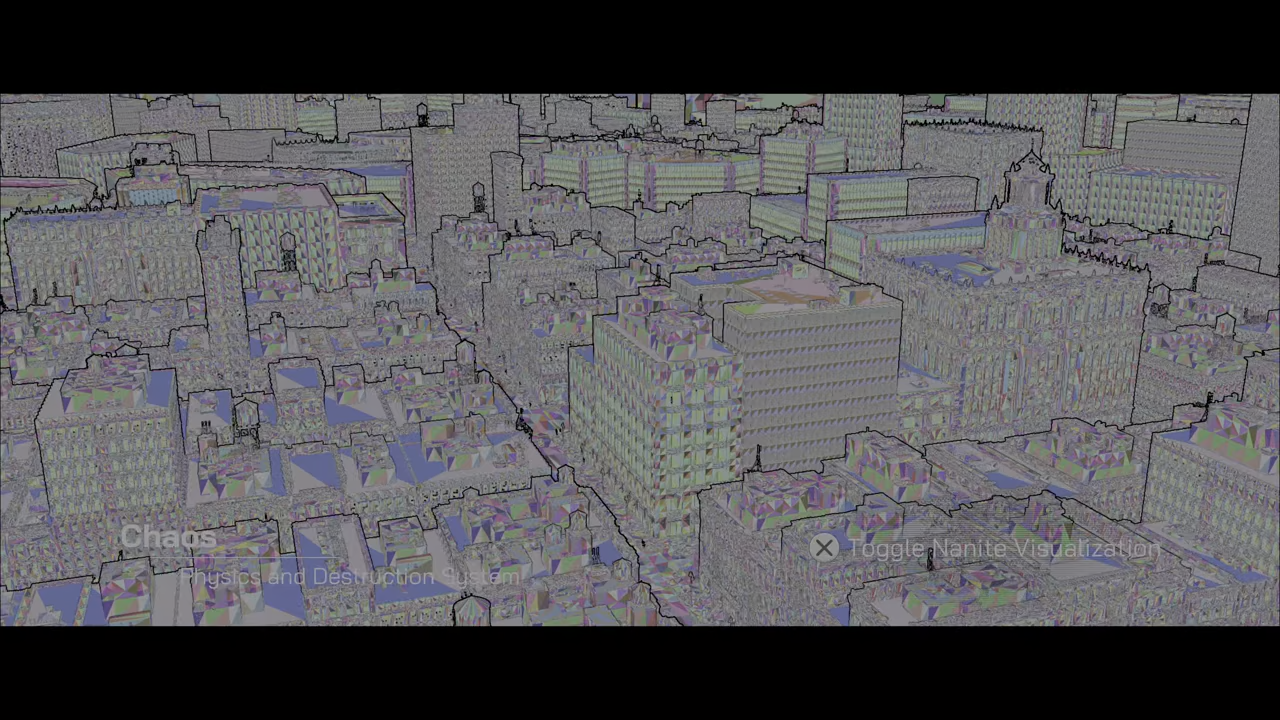 Chaos
Physics and Destruction System
Toggle Nanite Visualization